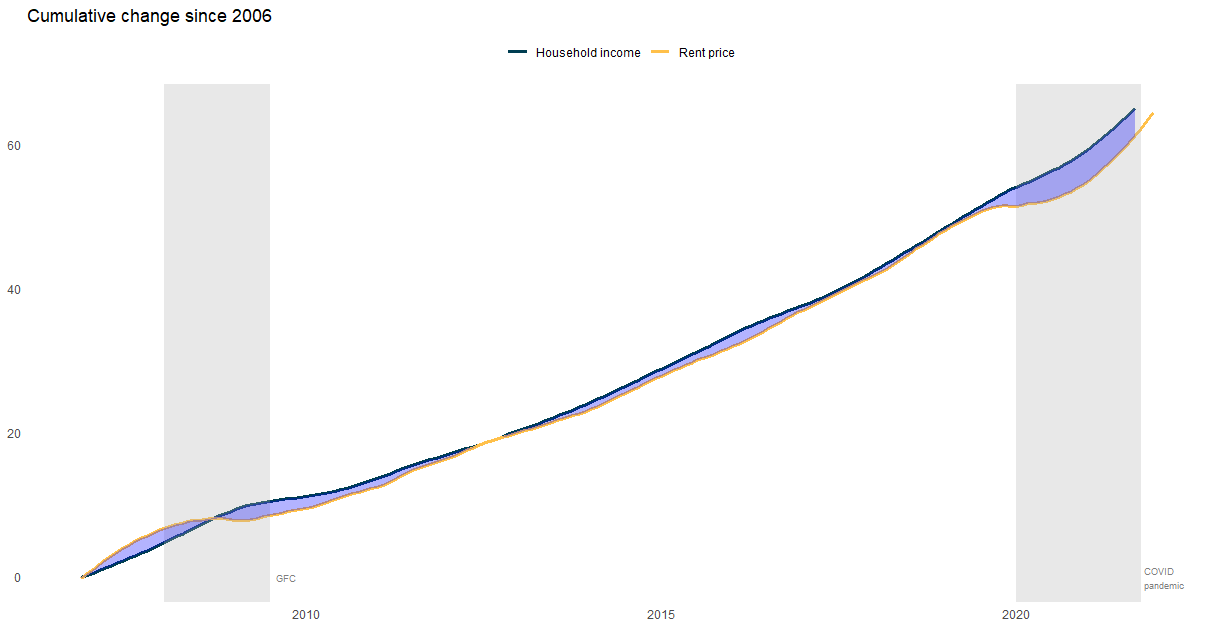 Cumulative change since 2006
Household income
Rent price
60
40
20
0
GFC
COVID
pandemic
2010
2015
2020